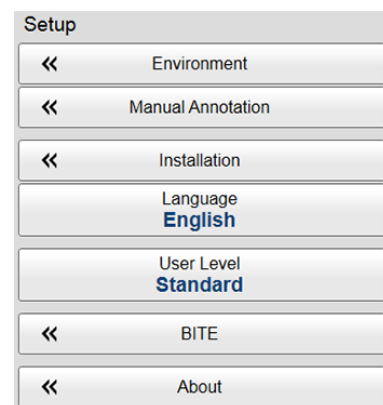 Setup
« Environment
« Manual Annotation
« Installation
Language
English
User Level
Standard
« BITE
« About